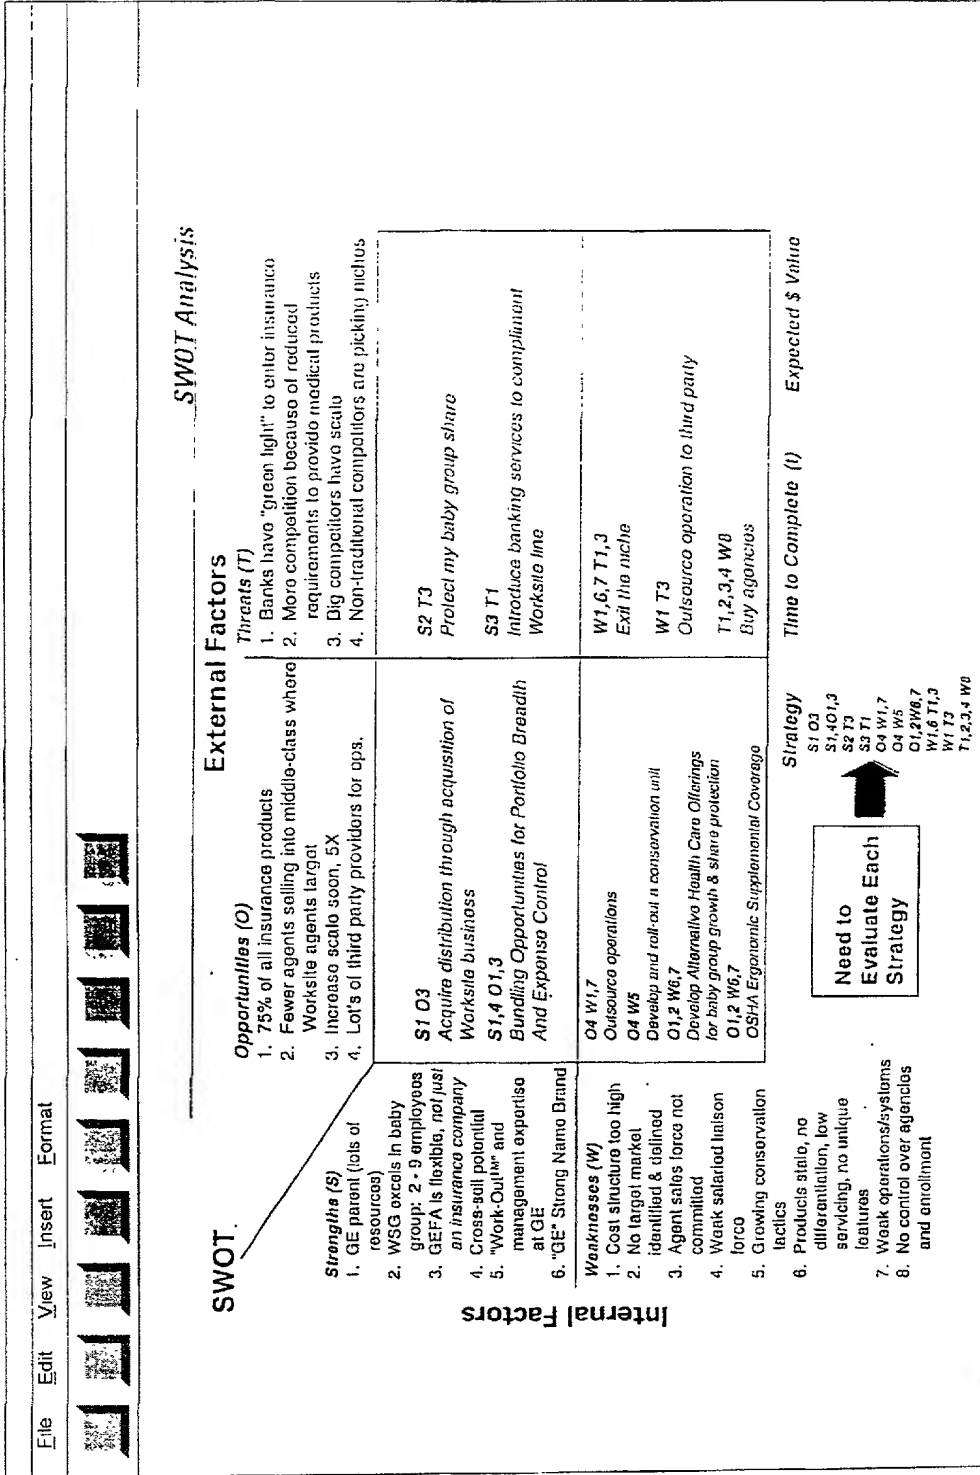 File Edit View Insert Format
SWOT Analysis
SWOT.
External Factors
Opportunities (O)
1. 75% of all insurance products
2. Fewer agents selling into middle-class where
Worksite agents target
3. Increase scale soon, 5X
4. Lot's of third party providers for ops.
Threats (T)
1. Banks have "green light" to enter insurance
2. More competition because of reduced
requirements to provide medical products
3. Big competitors have scale
4. Non-traditional competitors are picking niches
Internal Factors
Strengths (S)
1. GE parent (lots of
resources)
2. WSG excels in baby
group: 2 - 9 employees
3. GEFA is flexible, not just
an insurance company
4. Cross-sell potential
5. "Work-Out™" and
management expertise
at GE
6. "GE" Strong Name Brand
S1 O3
Acquire distribution through acquisition of
Worksite business
S1,4 O1,3
Bundling Opportunities for Portfolio Breadth
And Expense Control
S2 T3
Protect my baby group share
S3 T1
Introduce banking services to compliment
Worksite line
Weaknesses (W)
1. Cost structure too high
2. No target market
identified & defined
3. Agent sales force not
committed
4. Weak salaried liaison
force
5. Growing conservation
tactics
6. Products stale, no
differentiation, low
servicing, no unique
features
7. Weak operations/systems
8. No control over agencies
and enrollment
O4 W1,7
Outsource operations
O4 W5
Develop and roll-out a conservation unit
O1,2 W6,7
Develop Alternative Health Care Offerings
for baby group growth & share protection
O1,2 W6,7
OSHA Ergonomic Supplemental Coverage
W1,6,7 T1,3
Exit the niche
W1 T3
Outsource operation to third party
T1,2,3,4 W8
Buy agencies
Need to
Evaluate Each
Strategy
Strategy Time to Complete (t) Expected $ Value
S1 O3
S1,4O1,3
S2 T3
S3 T1
O4 W1,7
O4 W5
O1,2W6,7
W1,6 T1,3
W1 T3
T1,2,3,4 W8